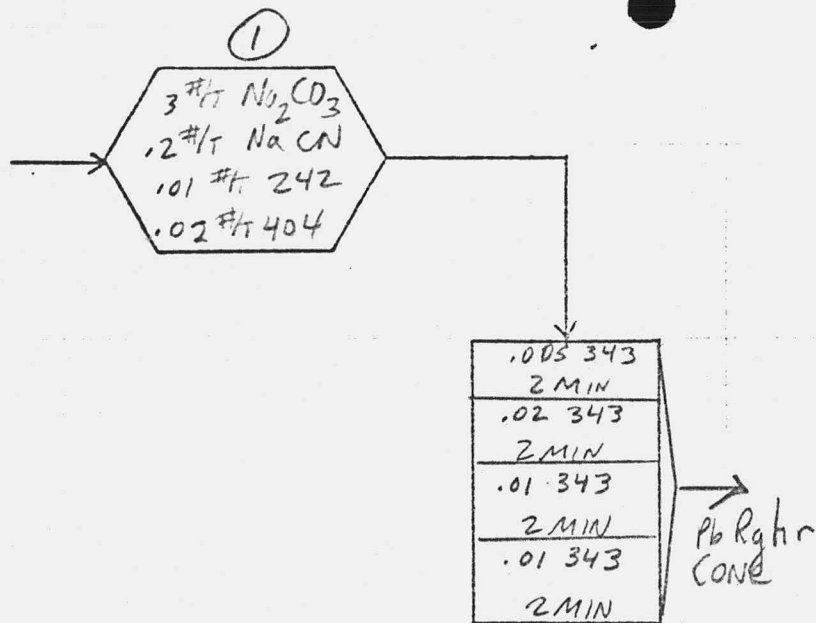 1
3 #/T Na2CO3
.2 #/T NaCN
.01 #/T 242
.02 #/T 404
.005 343
2 MIN
.02 343
2 MIN
.01 343
2 MIN
.01 343
2 MIN
Pb Rghr
CONC